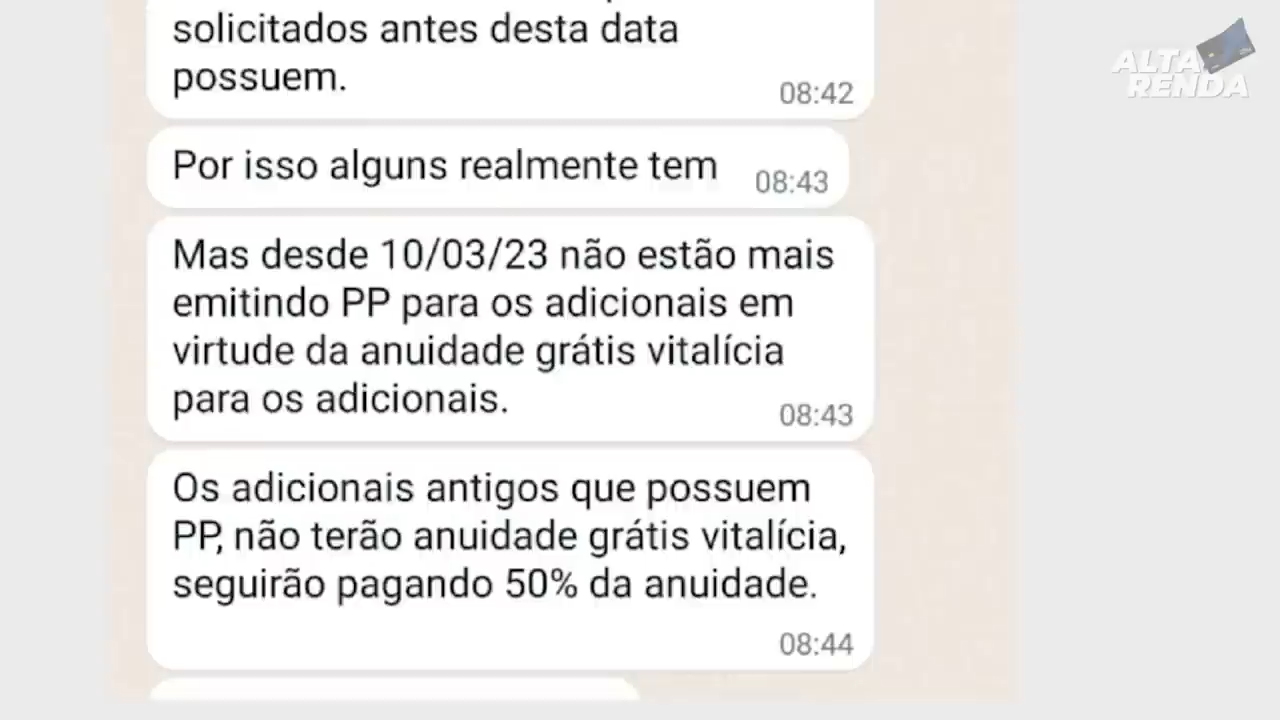 solicitados antes desta data
possuem.
08:42
ALTA
RENDA
Por isso alguns realmente tem
08:43
Mas desde 10/03/23 não estão mais
emitindo PP para os adicionais em
virtude da anuidade grátis vitalícia
para os adicionais.
08:43
Os adicionais antigos que possuem
PP, não terão anuidade grátis vitalícia,
seguirão pagando 50% da anuidade.
08:44